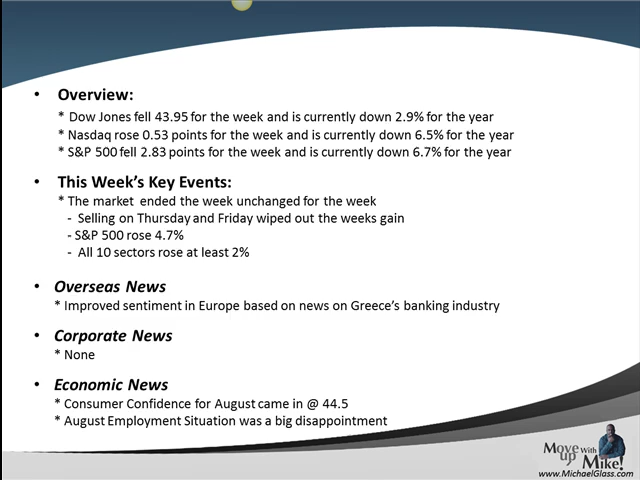 • Overview:
* Dow Jones fell 43.95 for the week and is currently down 2.9% for the year
* Nasdaq rose 0.53 points for the week and is currently down 6.5% for the year
* S&P 500 fell 2.83 points for the week and is currently down 6.7% for the year
• This Week's Key Events:
* The market ended the week unchanged for the week
- Selling on Thursday and Friday wiped out the weeks gain
- S&P 500 rose 4.7%
- All 10 sectors rose at least 2%
• Overseas News
* Improved sentiment in Europe based on news on Greece's banking industry
• Corporate News
* None
• Economic News
* Consumer Confidence for August came in @ 44.5
* August Employment Situation was a big disappointment
Move up With Mike!
www.MichaelGlass.com